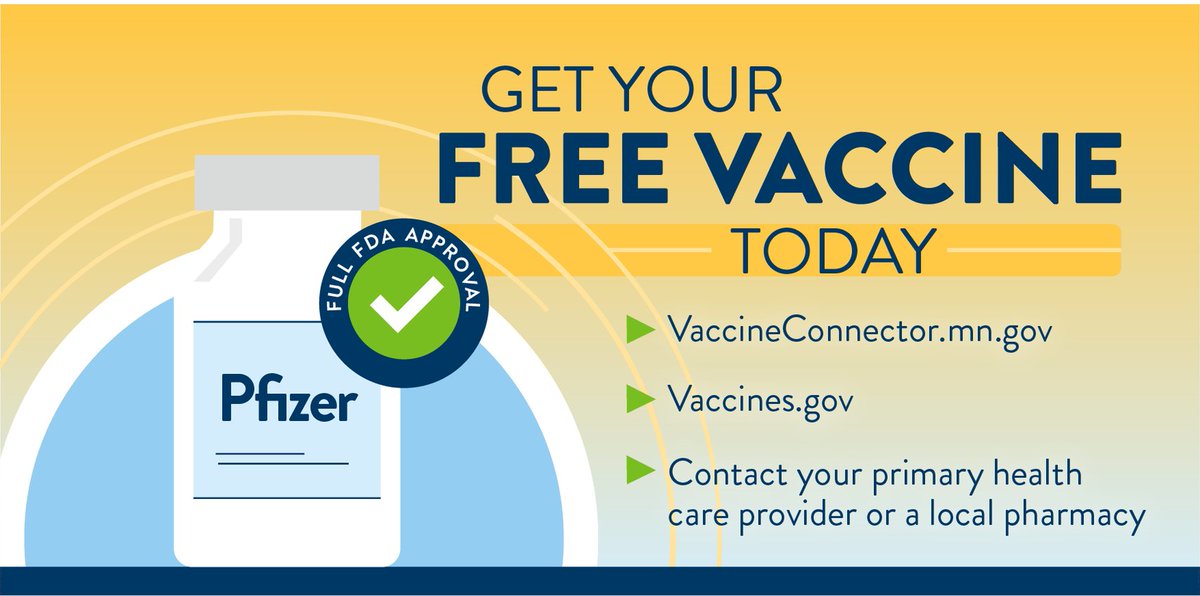 GET YOUR
FREE VACCINE
TODAY
FULL FDA APPROVAL
Pfizer
VaccineConnector.mn.gov
Vaccines.gov
Contact your primary health
care provider or a local pharmacy